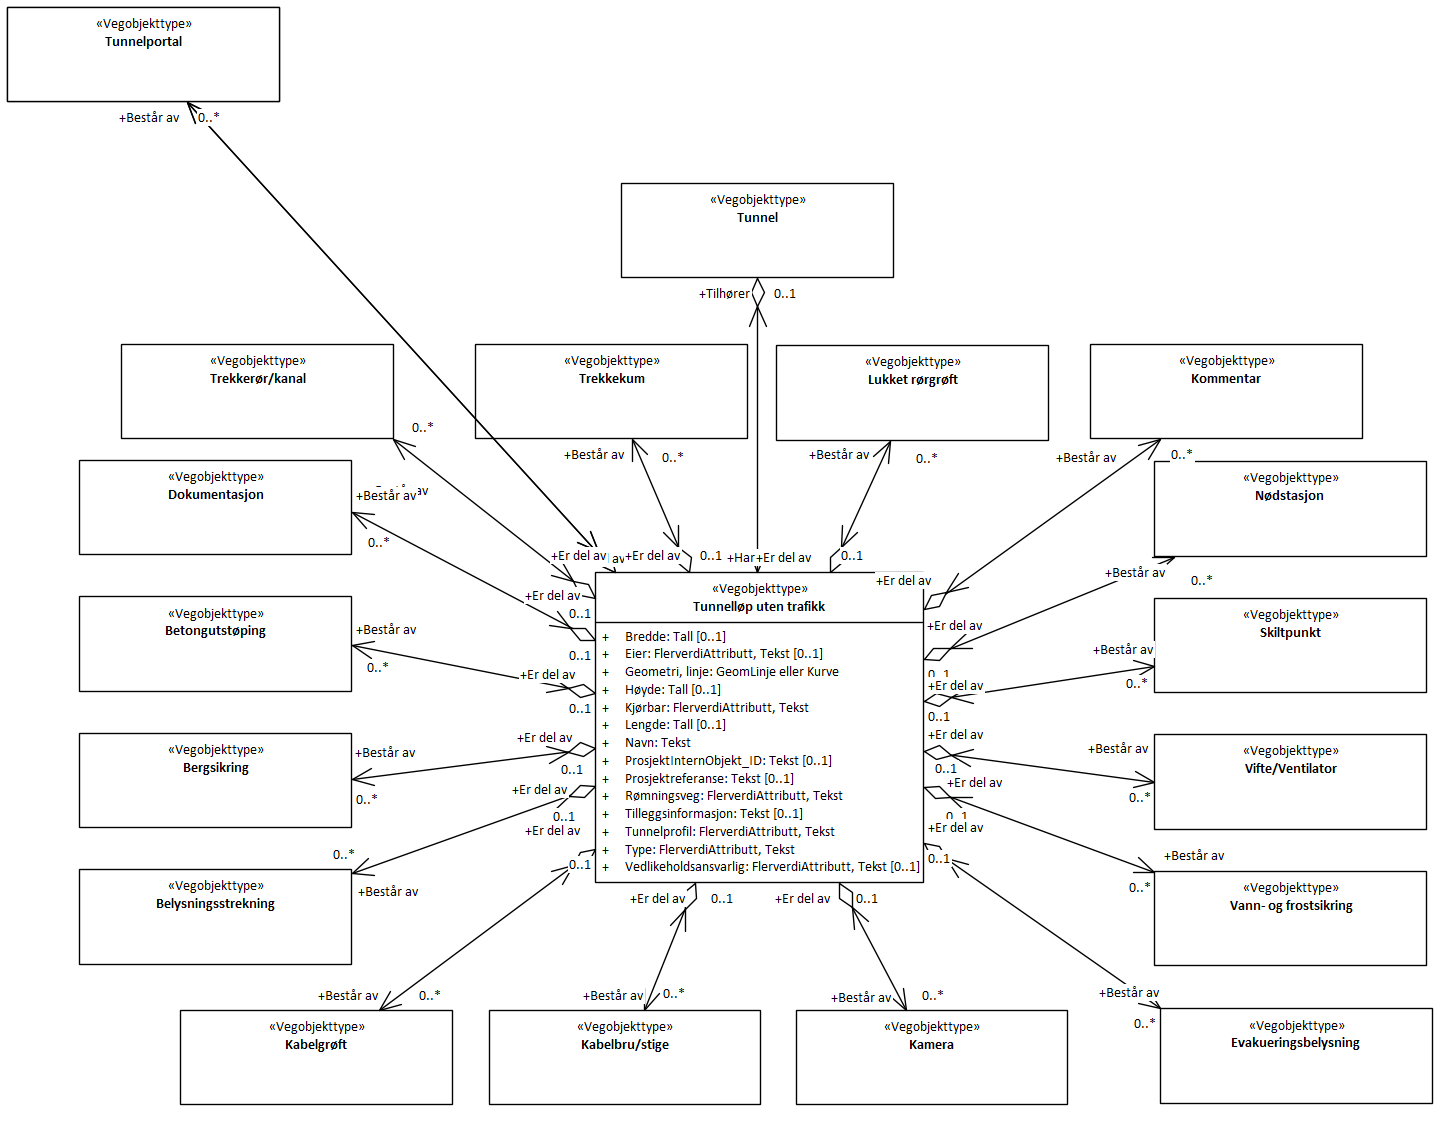 «Vegobjekttype»
Tunnelportal
+Består av
0..*
«Vegobjekttype»
Tunnel
+Tilhører
0..1
«Vegobjekttype»
Trekkerør/kanal
0..*
«Vegobjekttype»
Trekkekum
+Består av
0..*
«Vegobjekttype»
Lukket rørgrøft
+Består av
0..*
«Vegobjekttype»
Kommentar
+Består av
0..*
«Vegobjekttype»
Dokumentasjon
+Består av
av
0..*
«Vegobjekttype»
Nødstasjon
+Består av
0..*
+Er del av
av
+Er del av
0..1
+Har
+Er del av
0..1
+Er del av
+Er del av
0..1
«Vegobjekttype»
Tunnelløp uten trafikk
+ Bredde: Tall [0..1]
+ Eier: FlerverdiAttributt, Tekst [0..1]
+ Geometri, linje: GeomLinje eller Kurve
+ Høyde: Tall [0..1]
+ Kjørbar: FlerverdiAttributt, Tekst
+ Lengde: Tall [0..1]
+ Navn: Tekst
+ ProsjektInternObjekt_ID: Tekst [0..1]
+ Prosjektreferanse: Tekst [0..1]
+ Rømningsveg: FlerverdiAttributt, Tekst
+ Tilleggsinformasjon: Tekst [0..1]
+ Tunnelprofil: FlerverdiAttributt, Tekst
+ Type: FlerverdiAttributt, Tekst
+ Vedlikeholdsansvarlig: FlerverdiAttributt, Tekst [0..1]
«Vegobjekttype»
Betongutstøping
+Består av
0..*
0..1
+Er del av
0..1
+Er del av
0..1
«Vegobjekttype»
Skiltpunkt
+Består av
0..*
+Er del av
0..1
«Vegobjekttype»
Bergsikring
+Består av
0..*
+Er del av
0..1
«Vegobjekttype»
Vifte/Ventilator
+Består av
0..*
+Er del av
0..1
+Er del av
0..1
+Er del av
0..1
«Vegobjekttype»
Belysningsstrekning
0..*
+Består av
+Er del av
0..1
+Er del av
0..1
«Vegobjekttype»
Vann- og frostsikring
+Består av
0..*
+Er del av
0..1
+Er del av
0..1
«Vegobjekttype»
Kabelgrøft
+Består av
0..*
«Vegobjekttype»
Kabelbru/stige
+Består av
0..*
«Vegobjekttype»
Kamera
+Består av
0..*
«Vegobjekttype»
Evakueringsbelysning
+Består av
0..*